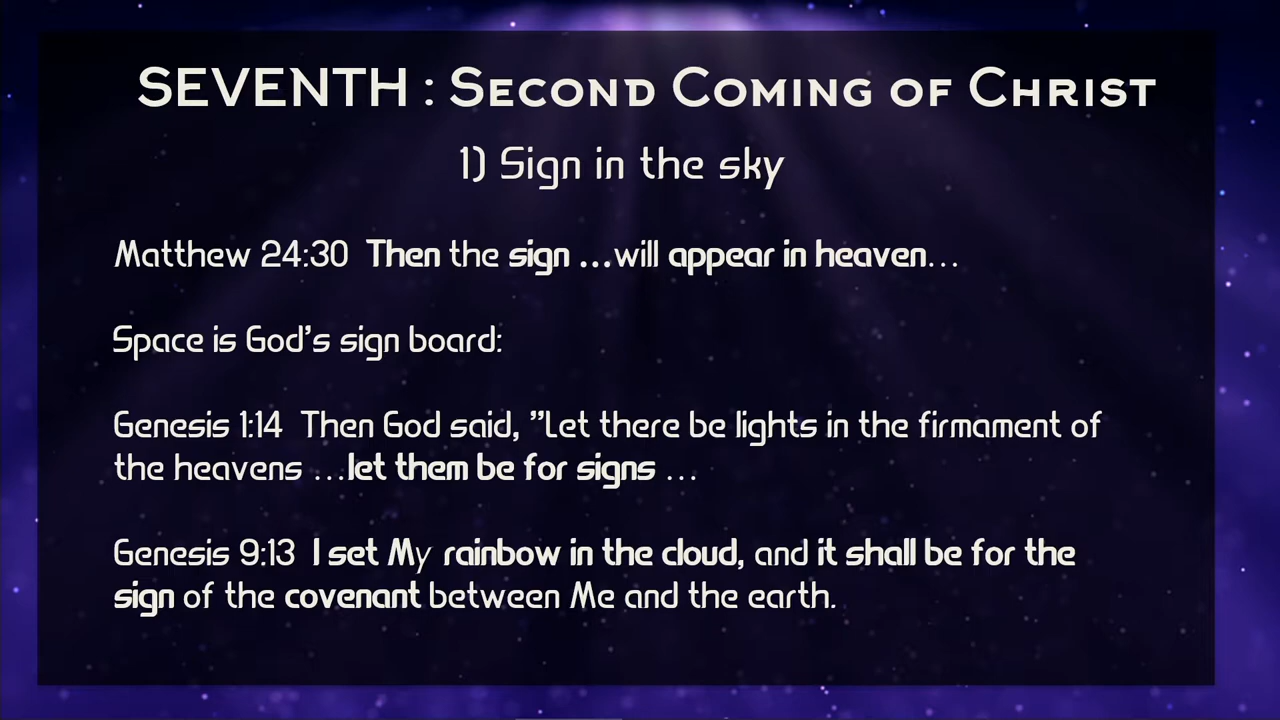 SEVENTH : Second Coming of Christ
1) Sign in the sky
Matthew 24:30 Then the sign ...will appear in heaven...
Space is God's sign board:
Genesis 1:14 Then God said, ”Let there be lights in the firmament of
the heavens ...let them be for signs ...
Genesis 9:13 I set My rainbow in the cloud, and it shall be for the
sign of the covenant between Me and the earth.